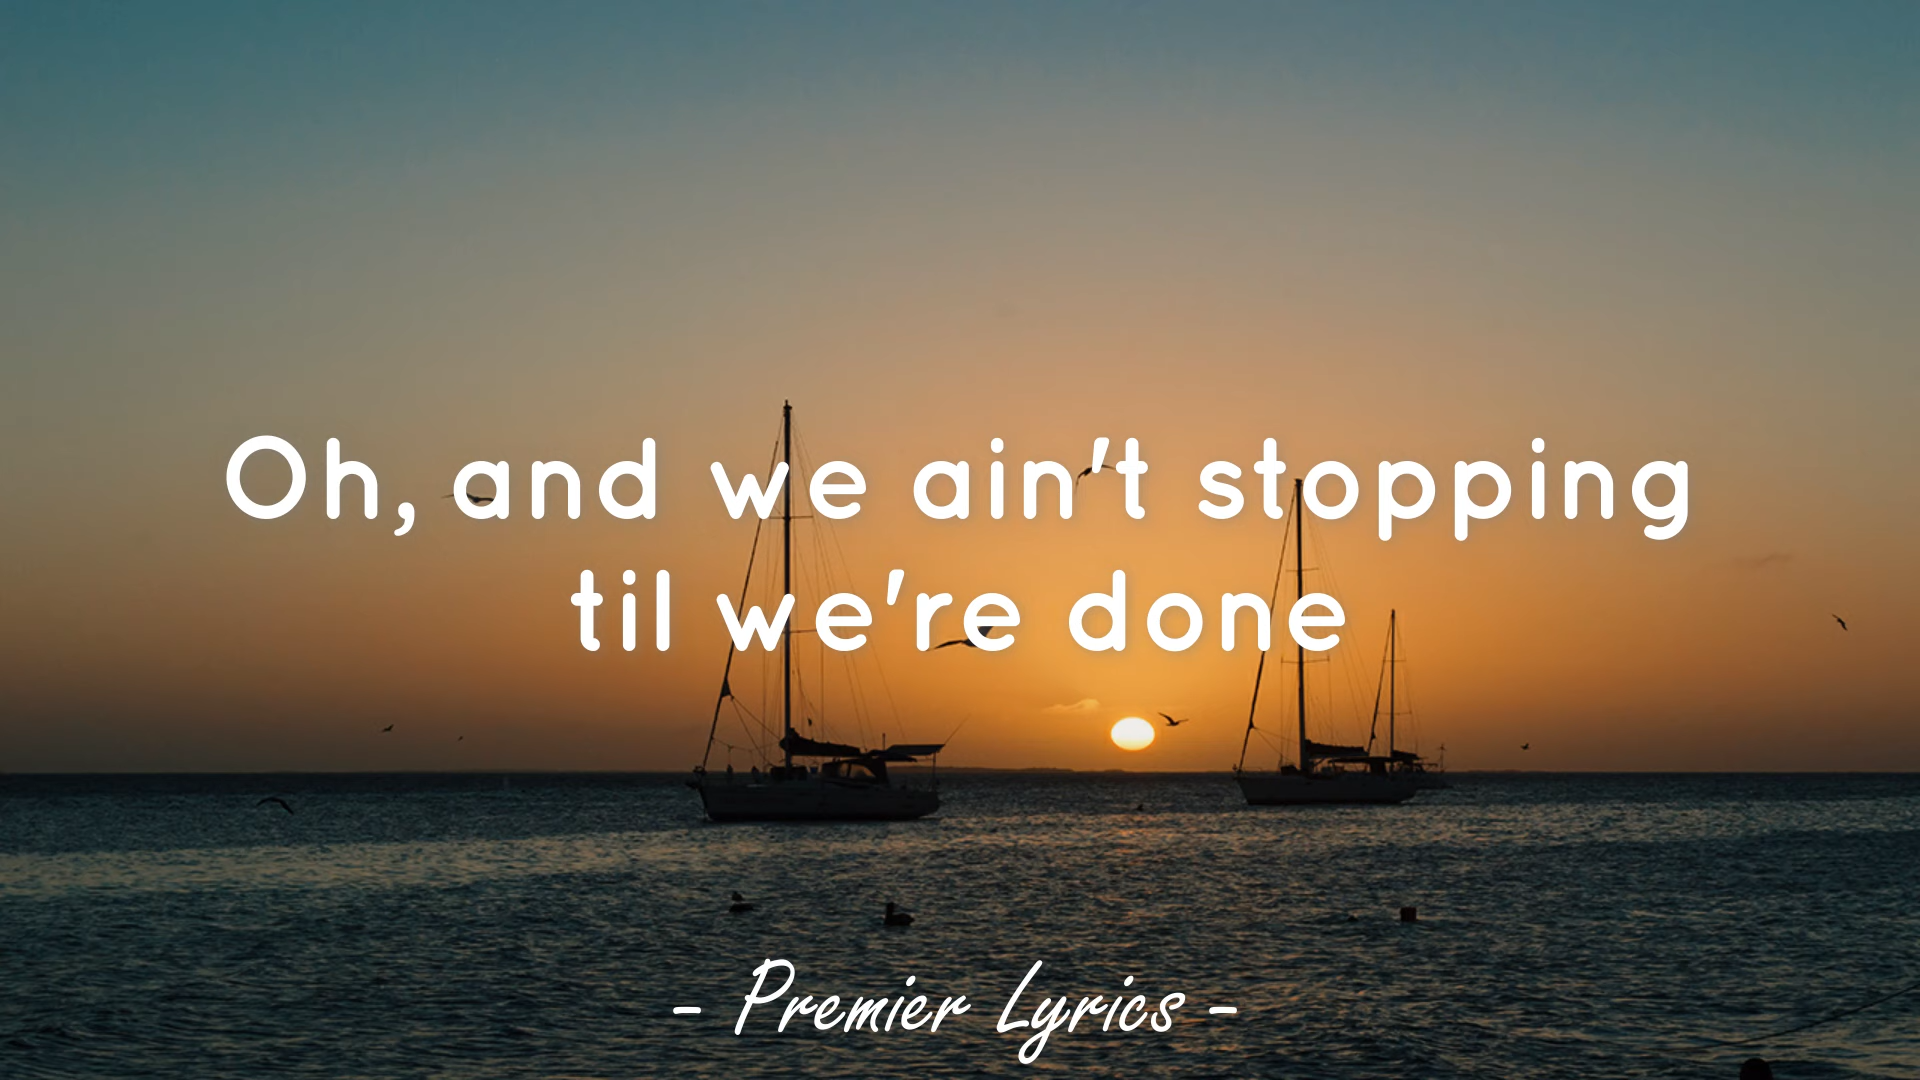 Oh, and we ain't stopping
til we're done
- Premier Lyrics -